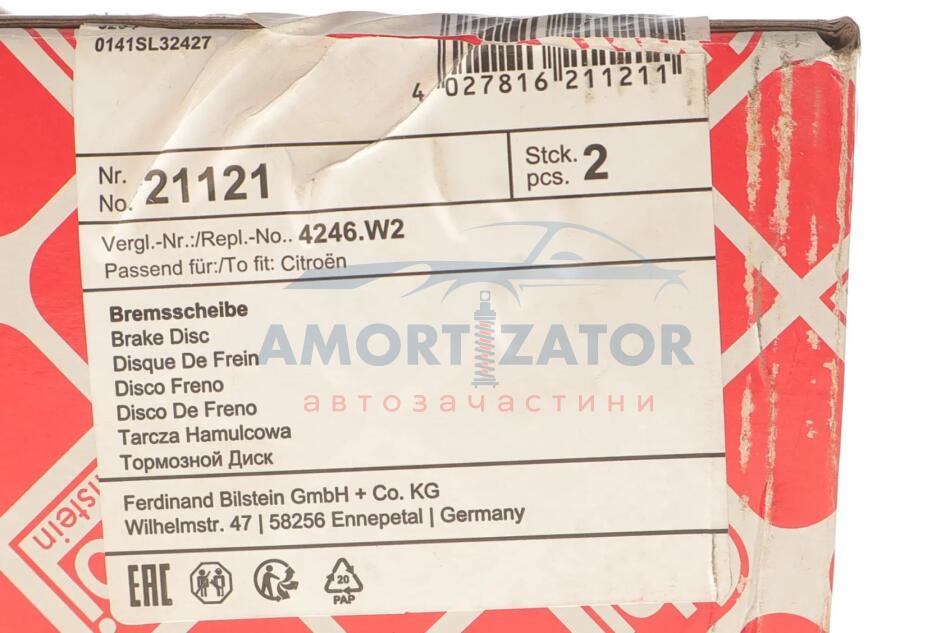 0141SL32427
4 027816 211211
Nr.
No. 21121
Stck.
pcs. 2
Vergl.-Nr.:/Repl.-No.. 4246.W2
Passend für:/To fit: Citroën
Bremsscheibe
Brake Disc
Disque De Frein
Disco Freno
Disco De Freno
Tarcza Hamulcowa
Тормозной Диск
AMORTIZATOR
автозачастини
Ferdinand Bilstein GmbH + Co. KG
Wilhelmstr. 47 | 58256 Ennepetal | Germany
EAC
20
PAP